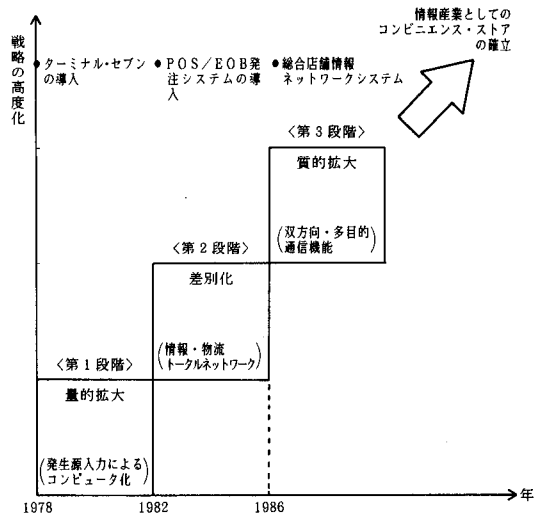 情報産業としての
コンビニエンス・ストア
の確立
戦略の高度化
●ターミナル・セブン
の導入
●POS/EOB発
注システムの導
入
●総合店舗情報
ネットワークシステム
<第3段階>
質的拡大
(双方向・多目的
通信機能)
<第2段階>
差別化
(情報・物流
トータルネットワーク)
<第1段階>
量的拡大
(発生源入力による
コンピュータ化)
1978
1982
1986
年